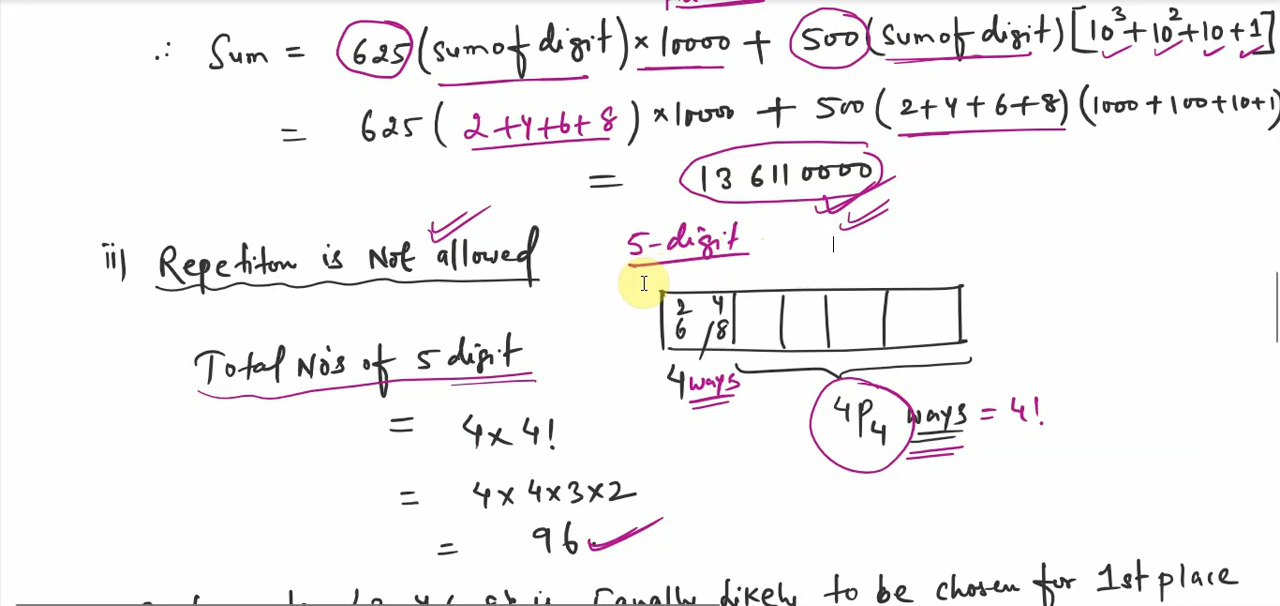 ∴ Sum = 625 (sum of digit) × 10000 + 500 (sum of digit) [10³ + 10² + 10 + 1]
= 625 ( 2+4+6+8 ) × 10000 + 500 ( 2+4+6+8 ) (1000 + 100 + 10 + 1)
= 13 611 0000
ii) Repetiton is Not allowed 5-digit
2 4
6 8
Total No's of 5 digit
4 ways
4P₄ ways = 4!
= 4 × 4!
= 4 × 4 × 3 × 2
= 96
Equally likely to be chosen for 1st place